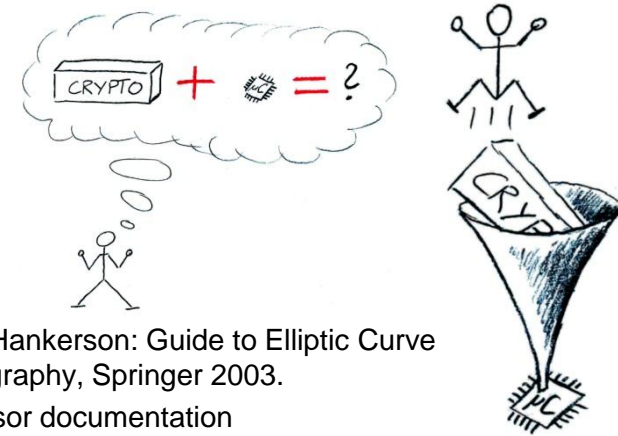 CRYPTO + µC = ?
CRYP
Hankerson: Guide to Elliptic Curve
graphy, Springer 2003.
sor documentation
µC